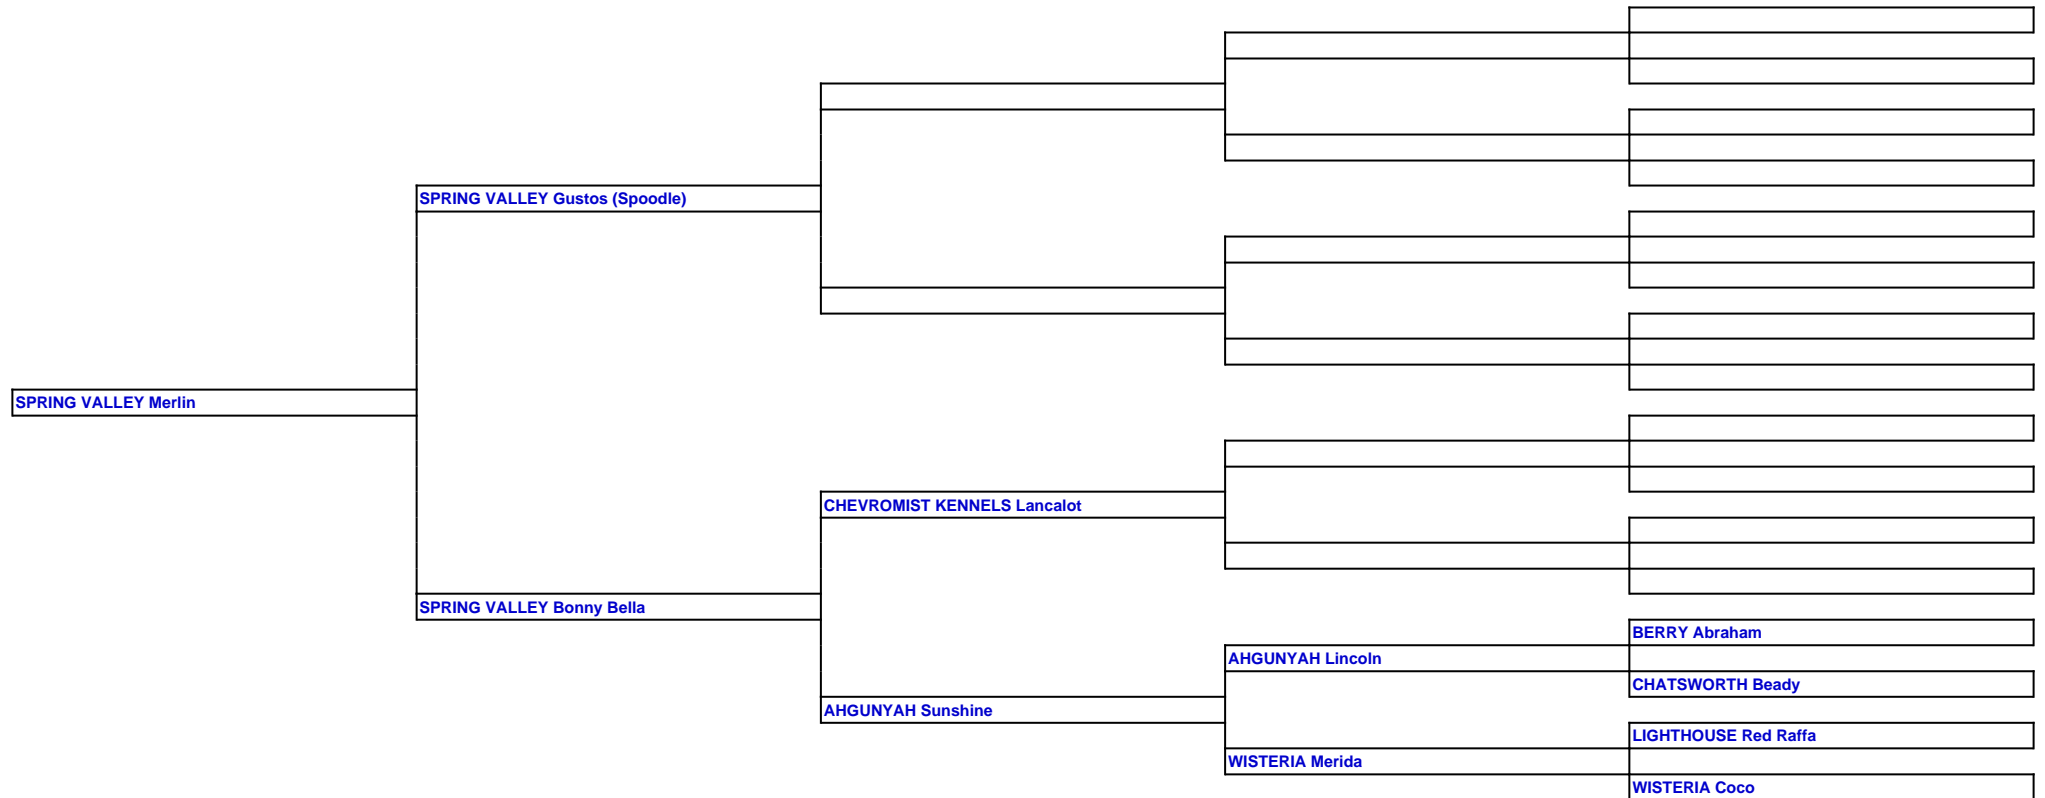 SPRING VALLEY Gustos (Spoodle)
SPRING VALLEY Merlin
CHEVROMIST KENNELS Lancalot
SPRING VALLEY Bonny Bella
BERRY Abraham
AHGUNYAH Lincoln
CHATSWORTH Beady
AHGUNYAH Sunshine
LIGHTHOUSE Red Raffa
WISTERIA Merida
WISTERIA Coco